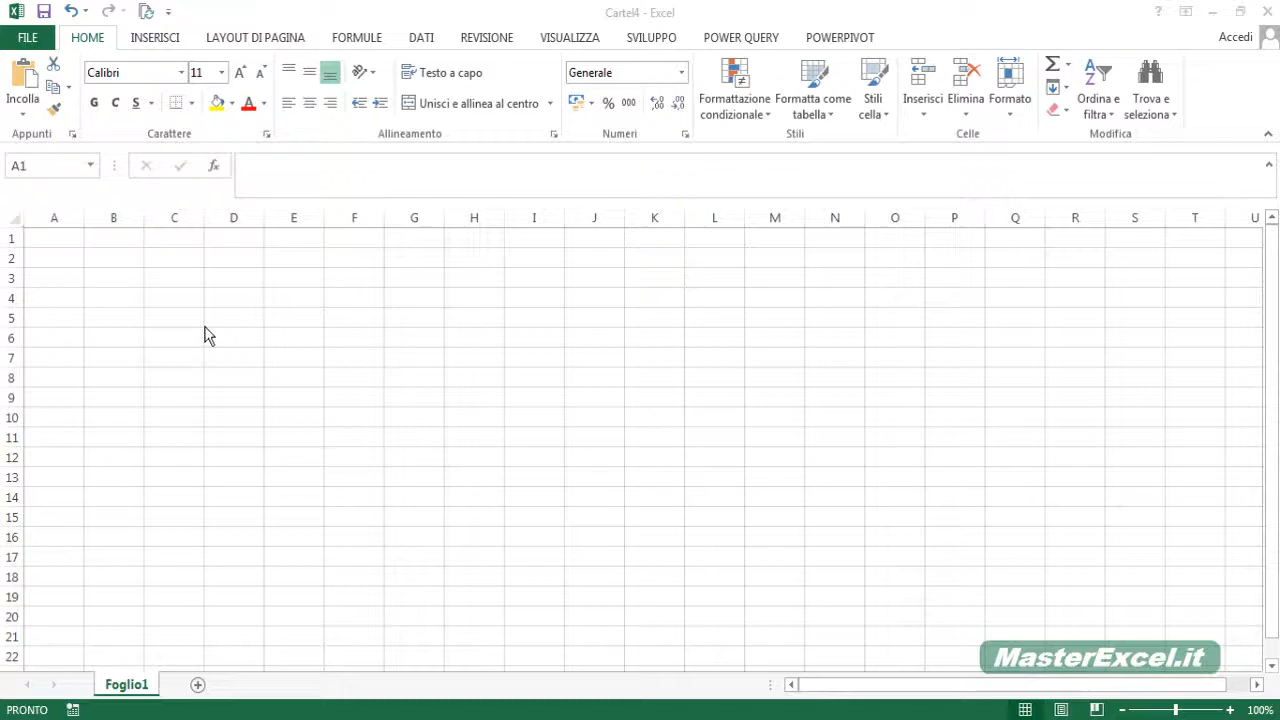 Cartel4 - Excel
?
FILE HOME INSERISCI LAYOUT DI PAGINA FORMULE DATI REVISIONE VISUALIZZA SVILUPPO POWER QUERY POWERPIVOT Accedi
Incolla
Calibri 11
G C S
Testo a capo
Unisci e allinea al centro
Generale
% 000
Formattazione condizionale
Formatta come tabella
Stili cella
Inserisci Elimina Formato
Ordina e filtra
Trova e seleziona
Appunti Carattere Allineamento Numeri Stili Celle Modifica
A1 fx
A B C D E F G H I J K L M N O P Q R S T U
1
2
3
4
5
6
7
8
9
10
11
12
13
14
15
16
17
18
19
20
21
22
MasterExcel.it
Foglio1
PRONTO 100%